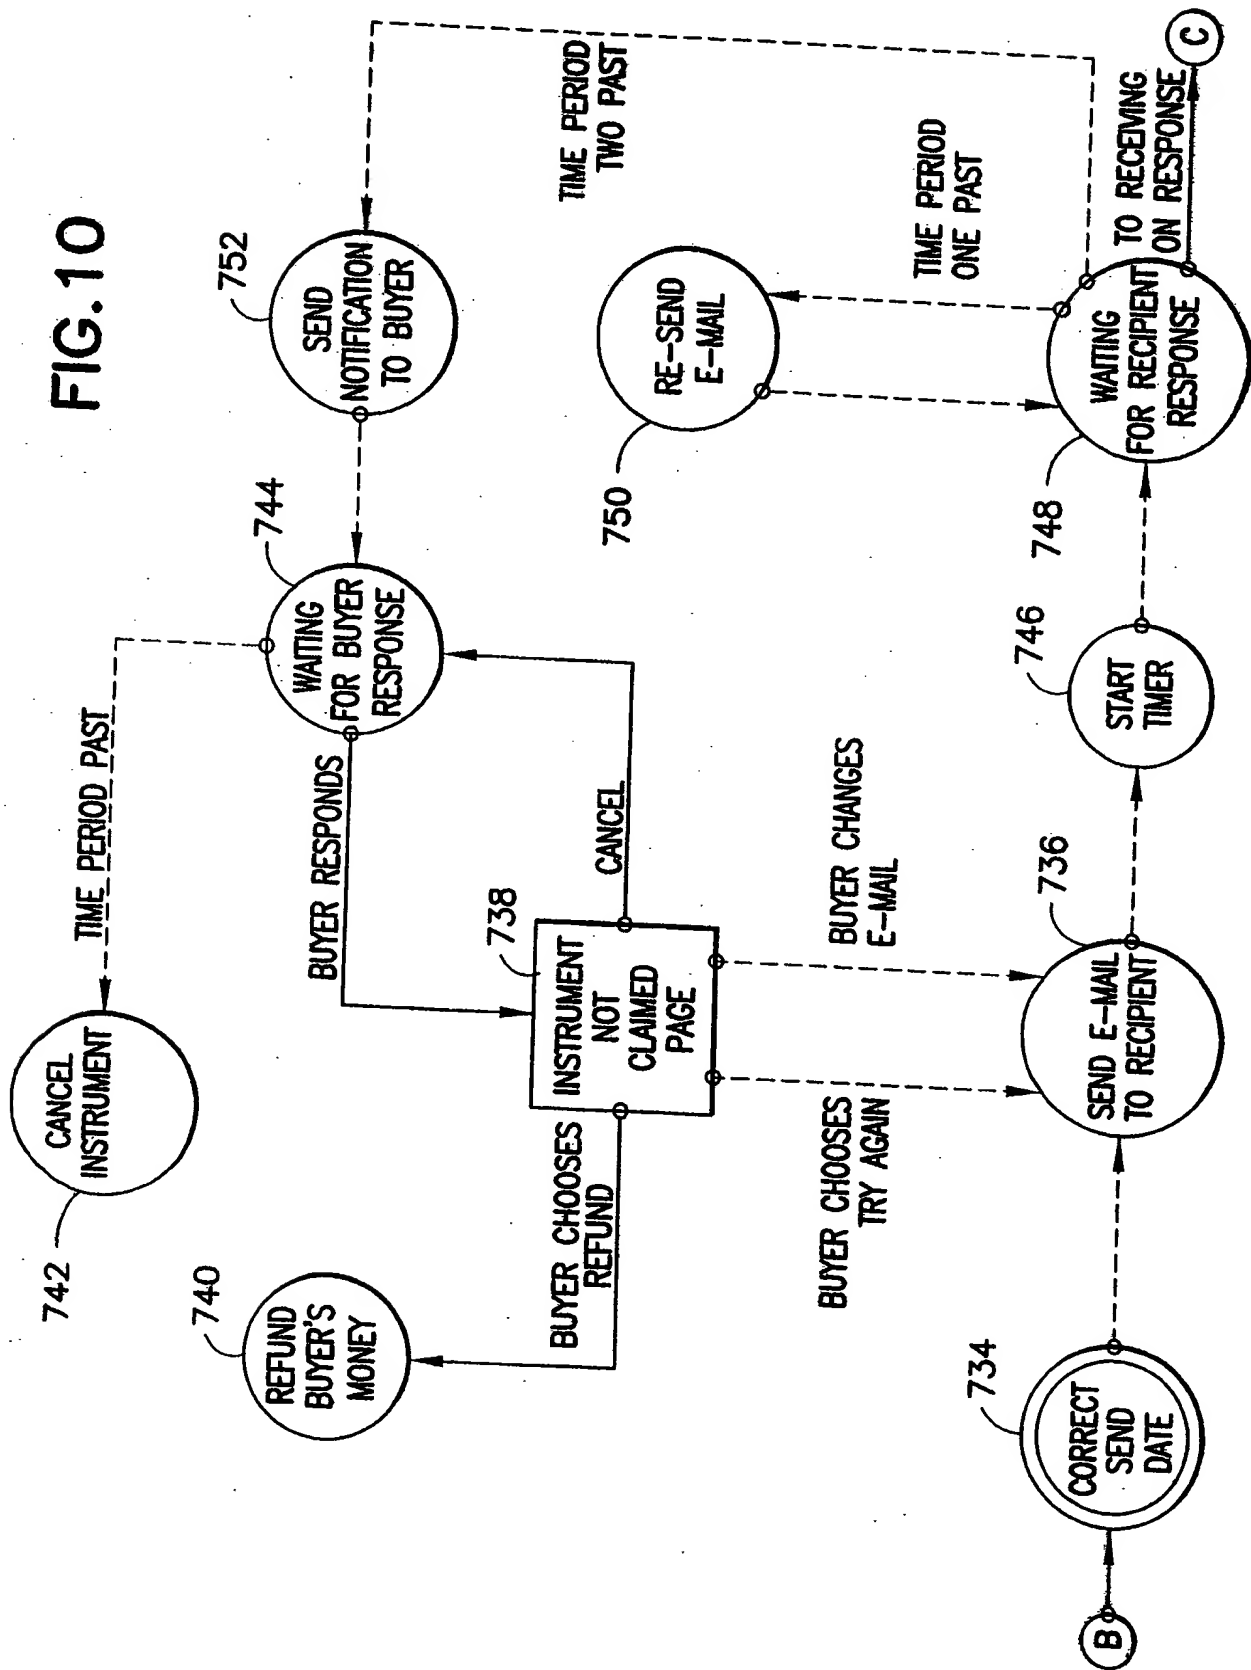 FIG.10
742
CANCEL
INSTRUMENT
TIME PERIOD PAST
740
REFUND
BUYER'S
MONEY
744
WAITING
FOR BUYER
RESPONSE
752
SEND
NOTIFICATION
TO BUYER
BUYER RESPONDS
BUYER CHOOSES
REFUND
738
INSTRUMENT
NOT
CLAIMED
PAGE
CANCEL
TIME PERIOD
TWO PAST
750
RE-SEND
E-MAIL
BUYER CHOOSES
TRY AGAIN
BUYER CHANGES
E-MAIL
TIME PERIOD
ONE PAST
734
CORRECT
SEND
DATE
736
SEND E-MAIL
TO RECIPIENT
746
START
TIMER
748
WAITING
FOR RECIPIENT
RESPONSE
TO RECEIVING
ON RESPONSE
B
C